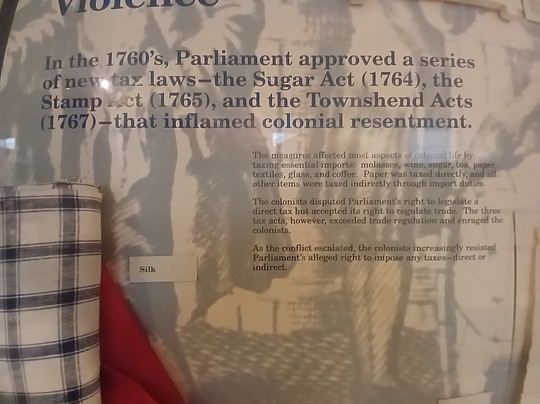 Violence
In the 1760's, Parliament approved a series
of new tax laws—the Sugar Act (1764), the
Stamp Act (1765), and the Townshend Acts
(1767)—that inflamed colonial resentment.
The measures affected most aspects of colonial life by
taxing essential imports: molasses, wine, sugar, tea, paper,
textiles, glass, and coffee. Paper was taxed directly, and all
other items were taxed indirectly through import duties.
The colonists disputed Parliament's right to legislate a
direct tax but accepted its right to regulate trade. The three
tax acts, however, exceeded trade regulation and enraged the
colonists.
As the conflict escalated, the colonists increasingly resisted
Parliament's alleged right to impose any taxes—direct or
indirect.
Silk